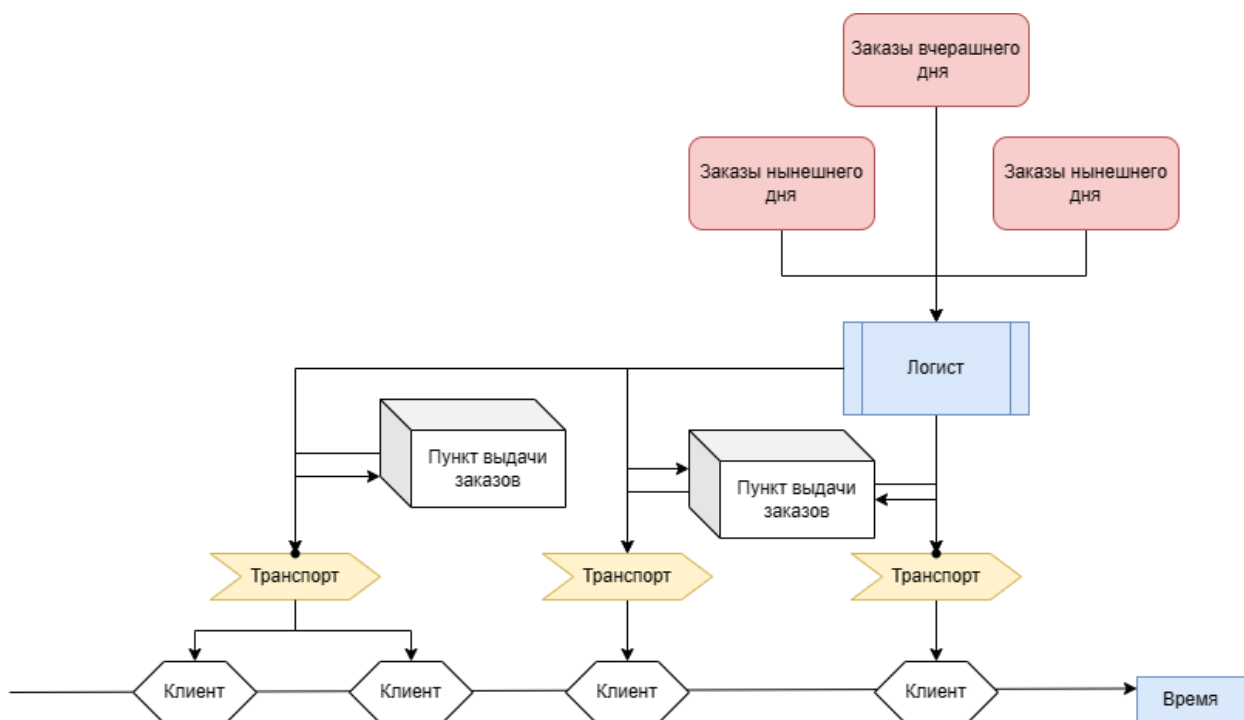 Заказы вчерашнего
дня
Заказы нынешнего
дня
Заказы нынешнего
дня
Логист
Пункт выдачи
заказов
Пункт выдачи
заказов
Транспорт
Транспорт
Транспорт
Клиент
Клиент
Клиент
Клиент
Время